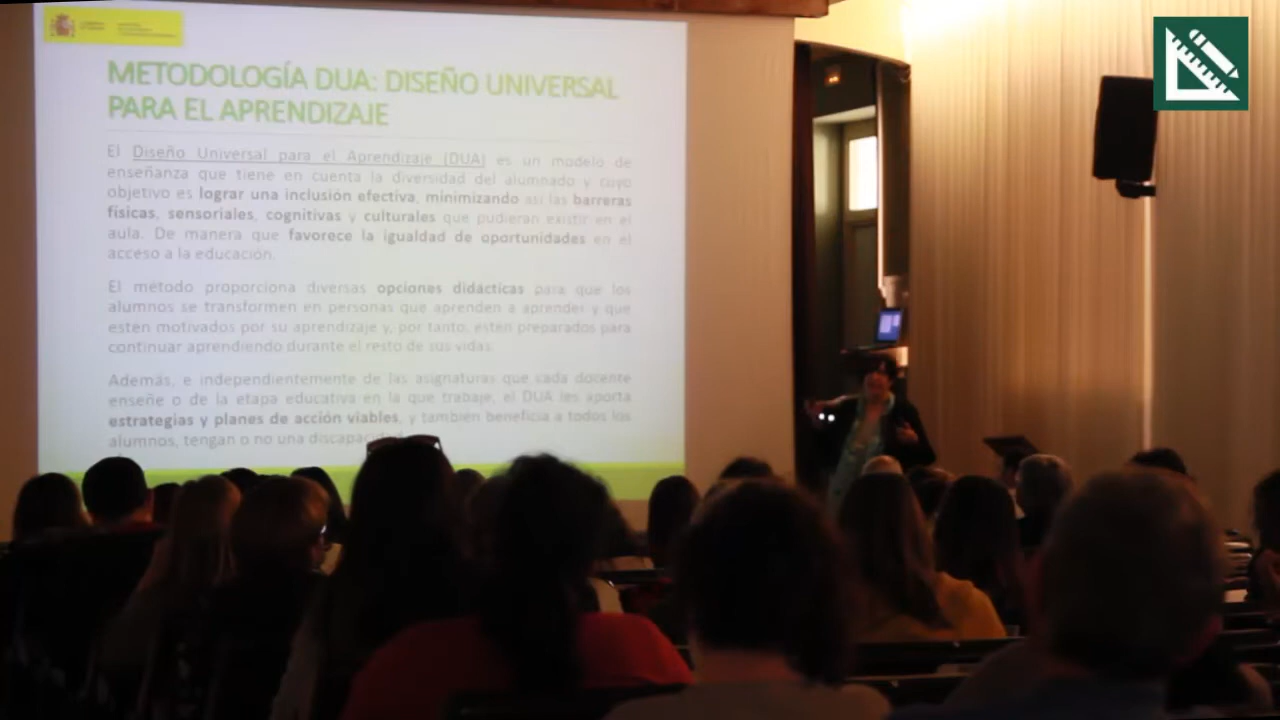 METODOLOGÍA DUA: DISEÑO UNIVERSAL
PARA EL APRENDIZAJE
El Diseño Universal para el Aprendizaje (DUA) es un modelo de
enseñanza que tiene en cuenta la diversidad del alumnado y cuyo
objetivo es lograr una inclusión efectiva, minimizando así las barreras
físicas, sensoriales, cognitivas y culturales que pudieran existir en el
aula. De manera que favorece la igualdad de oportunidades en el
acceso a la educación.
El método proporciona diversas opciones didácticas para que los
alumnos se transformen en personas que aprenden a aprender y que
estén motivados por su aprendizaje y, por tanto, estén preparados para
continuar aprendiendo durante el resto de sus vidas.
Además, e independientemente de las asignaturas que cada docente
enseñe o de la etapa educativa en la que trabaje, el DUA les aporta
estrategias y planes de acción viables, y también beneficia a todos los
alumnos, tengan o no una